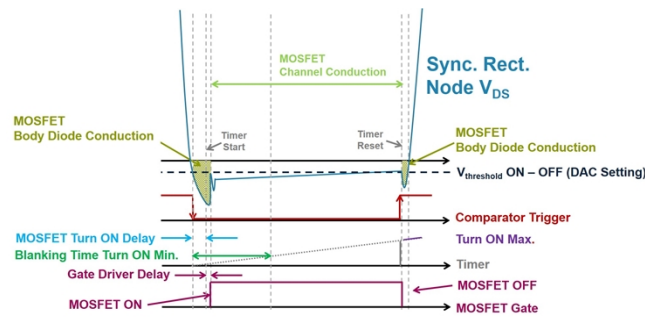 MOSFET
Channel Conduction
Sync. Rect.
Node VDS
MOSFET
Body Diode Conduction
Timer
Start
Timer
Reset
MOSFET
Body Diode Conduction
Vthreshold ON – OFF (DAC Setting)
Comparator Trigger
MOSFET Turn ON Delay
Turn ON Max.
Blanking Time Turn ON Min.
Timer
Gate Driver Delay
MOSFET OFF
MOSFET ON
MOSFET Gate